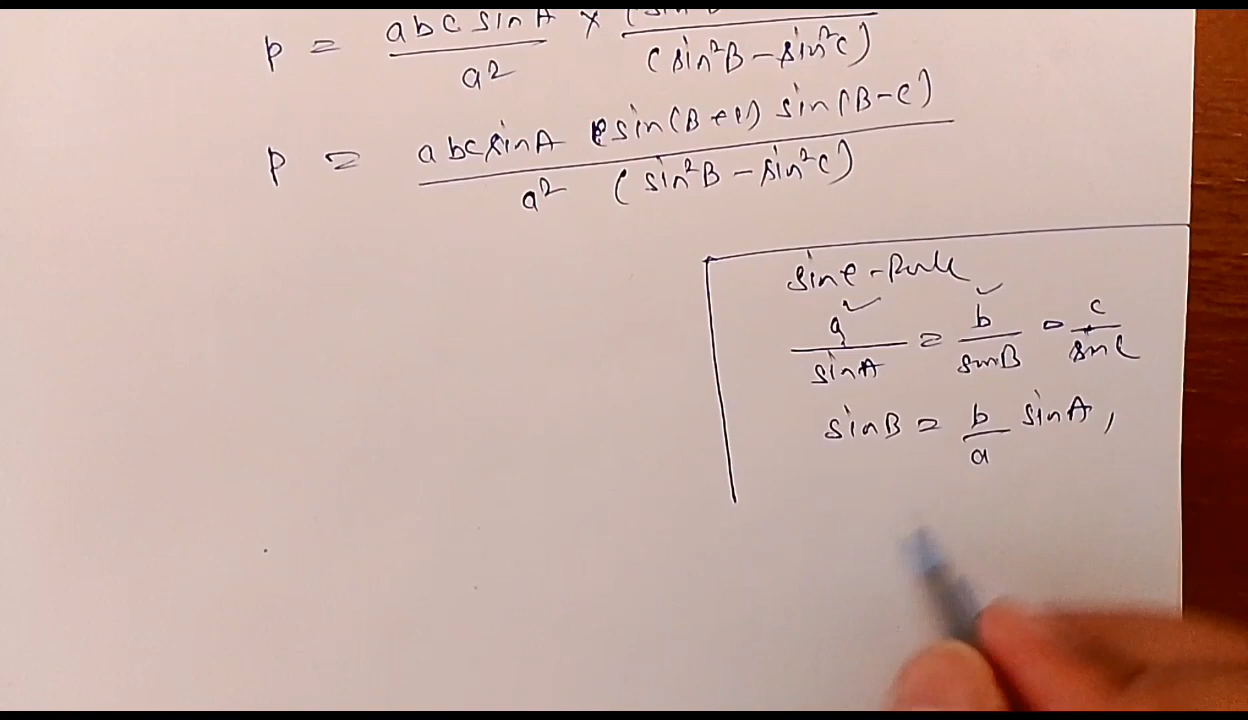 p = abc sinA / a² × (sin / (sin²B - sin²C)
p = abc sinA sin(B+C) sin(B-C) / a² (sin²B - sin²C)
sine-Rule
a/sinA = b/sinB = c/sinC
sinB = b/a sinA,